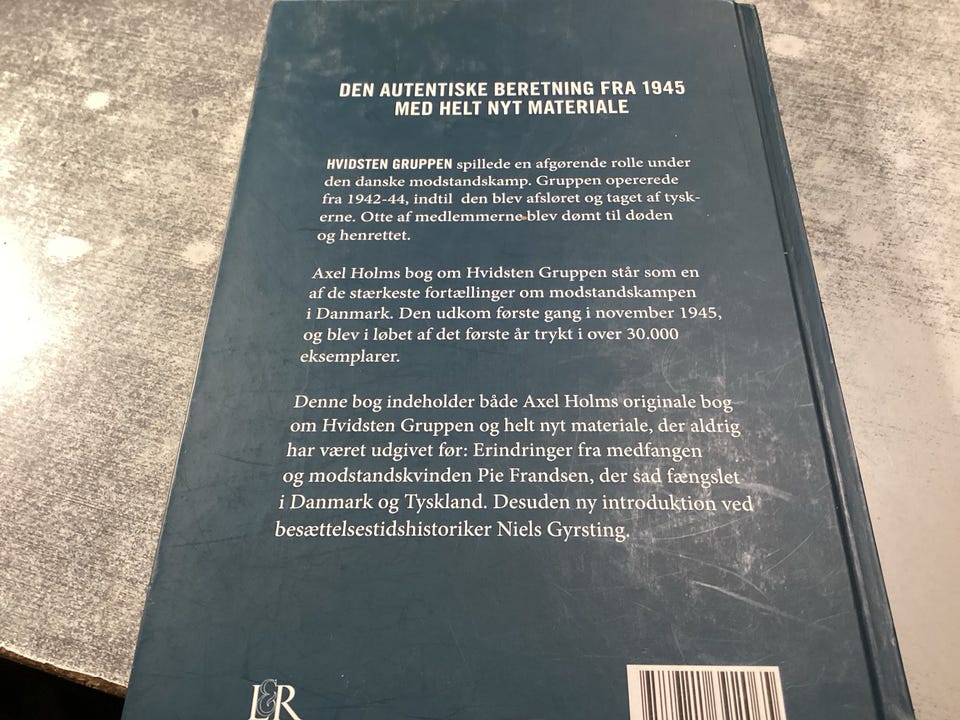 DEN AUTENTISKE BERETNING FRA 1945
MED HELT NYT MATERIALE
HVIDSTEN GRUPPEN spillede en afgørende rolle under
den danske modstandskamp. Gruppen opererede
fra 1942-44, indtil den blev afsløret og taget af tysk-
erne. Otte af medlemmerne blev dømt til døden
og henrettet.
Axel Holms bog om Hvidsten Gruppen står som en
af de stærkeste fortællinger om modstandskampen
i Danmark. Den udkom første gang i november 1945,
og blev i løbet af det første år trykt i over 30.000
eksemplarer.
Denne bog indeholder både Axel Holms originale bog
om Hvidsten Gruppen og helt nyt materiale, der aldrig
har været udgivet før: Erindringer fra medfangen
og modstandskvinden Pie Frandsen, der sad fængslet
i Danmark og Tyskland. Desuden ny introduktion ved
besættelsestidshistoriker Niels Gyrsting.
L&R